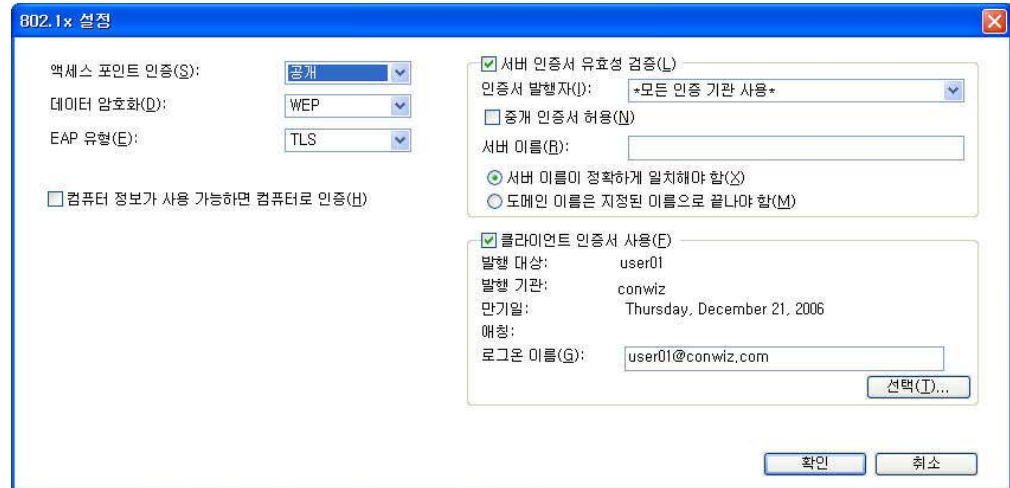 802.1x 설정
액세스 포인트 인증(S):
공개
데이터 암호화(D):
WEP
EAP 유형(E):
TLS
컴퓨터 정보가 사용 가능하면 컴퓨터로 인증(H)
서버 인증서 유효성 검증(L)
인증서 발행자(I):
*모든 인증 기관 사용*
중개 인증서 허용(N)
서버 이름(R):
서버 이름이 정확하게 일치해야 함(X)
도메인 이름은 지정된 이름으로 끝나야 함(M)
클라이언트 인증서 사용(F)
발행 대상:
user01
발행 기관:
conwiz
만기일:
Thursday, December 21, 2006
애칭:
로그온 이름(G):
user01@conwiz.com
선택(T)...
확인
취소